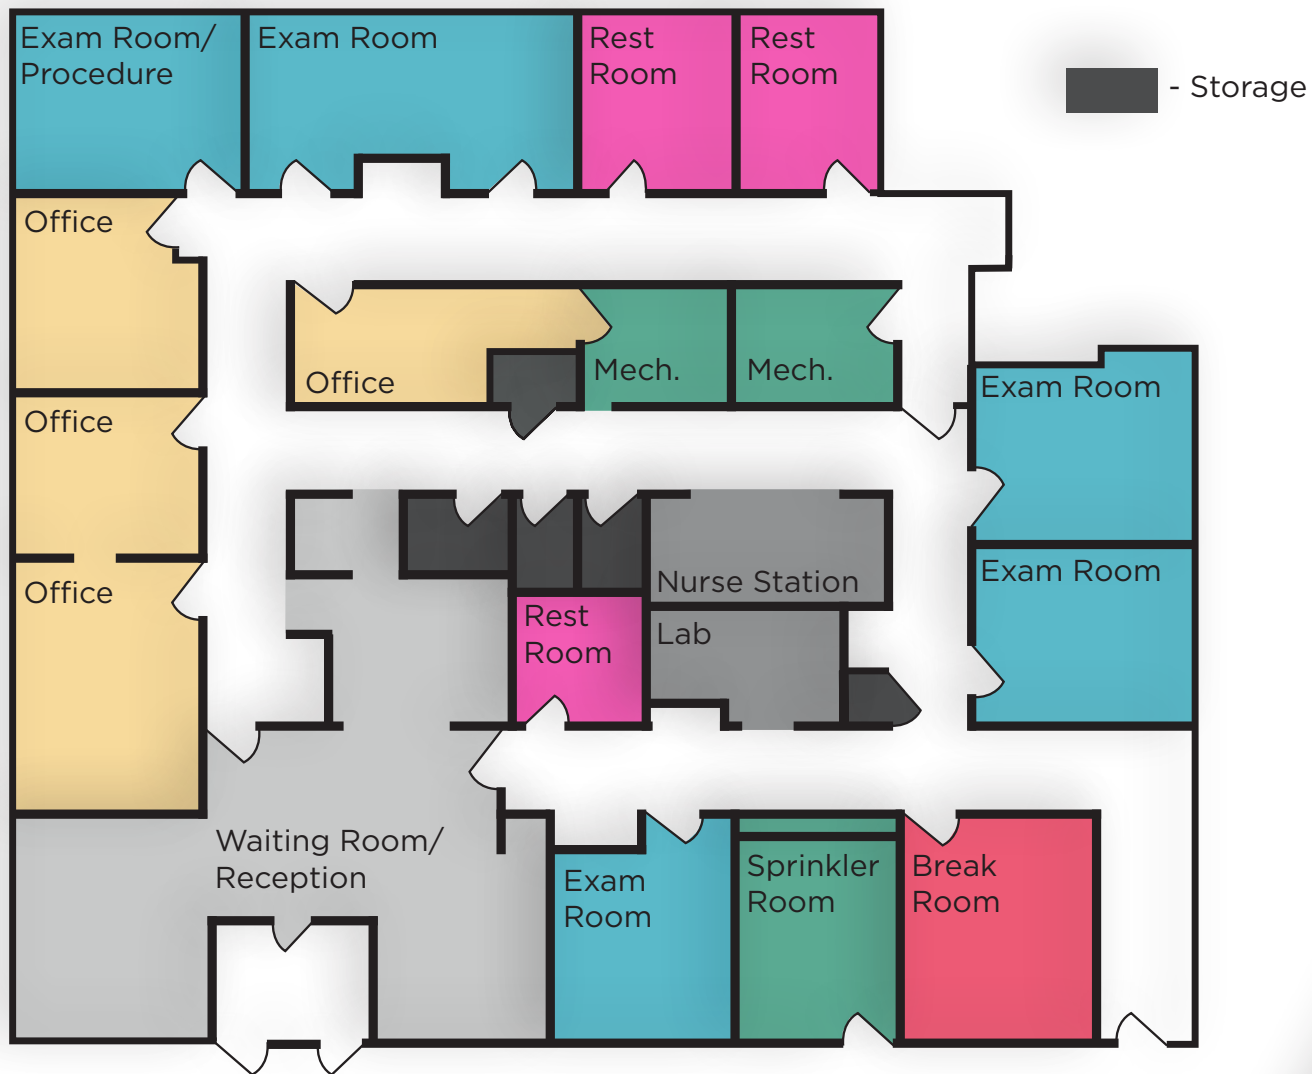 Exam Room/
Procedure
Exam Room
Rest
Room
Rest
Room
- Storage
Office
Office
Mech.
Mech.
Exam Room
Office
Office
Exam Room
Nurse Station
Rest
Room
Lab
Waiting Room/
Reception
Exam
Room
Sprinkler
Room
Break
Room